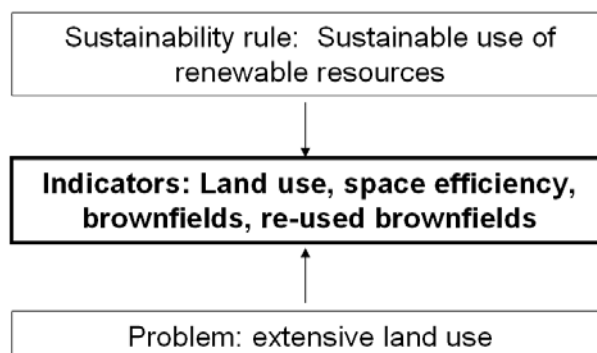 Sustainability rule: Sustainable use of
renewable resources
Indicators: Land use, space efficiency,
brownfields, re-used brownfields
Problem: extensive land use